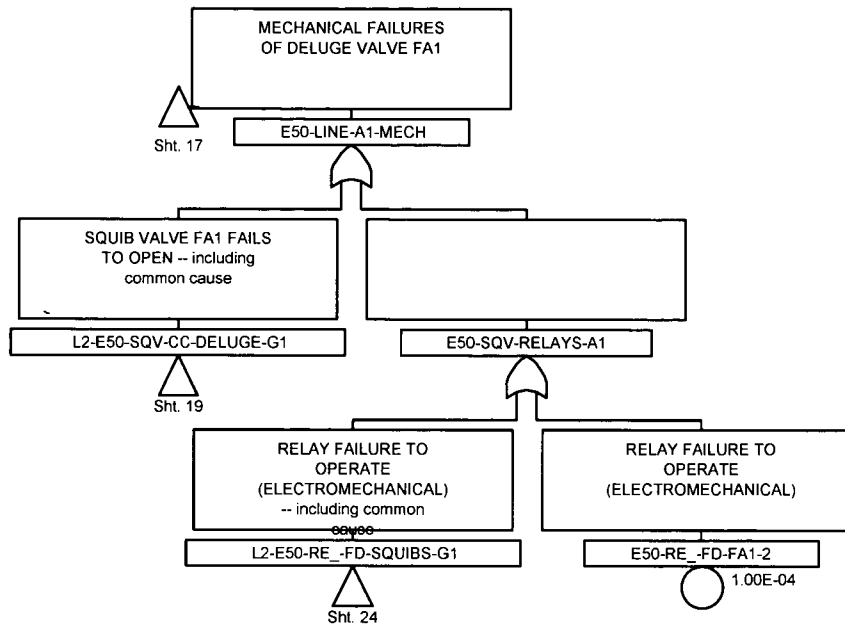 MECHANICAL FAILURES
OF DELUGE VALVE FA1
Sht. 17
E50-LINE-A1-MECH
SQUIB VALVE FA1 FAILS
TO OPEN -- including
common cause
L2-E50-SQV-CC-DELUGE-G1
E50-SQV-RELAYS-A1
Sht. 19
RELAY FAILURE TO
OPERATE
(ELECTROMECHANICAL)
-- including common
cause
RELAY FAILURE TO
OPERATE
(ELECTROMECHANICAL)
L2-E50-RE_-FD-SQUIBS-G1
E50-RE_-FD-FA1-2
1.00E-04
Sht. 24